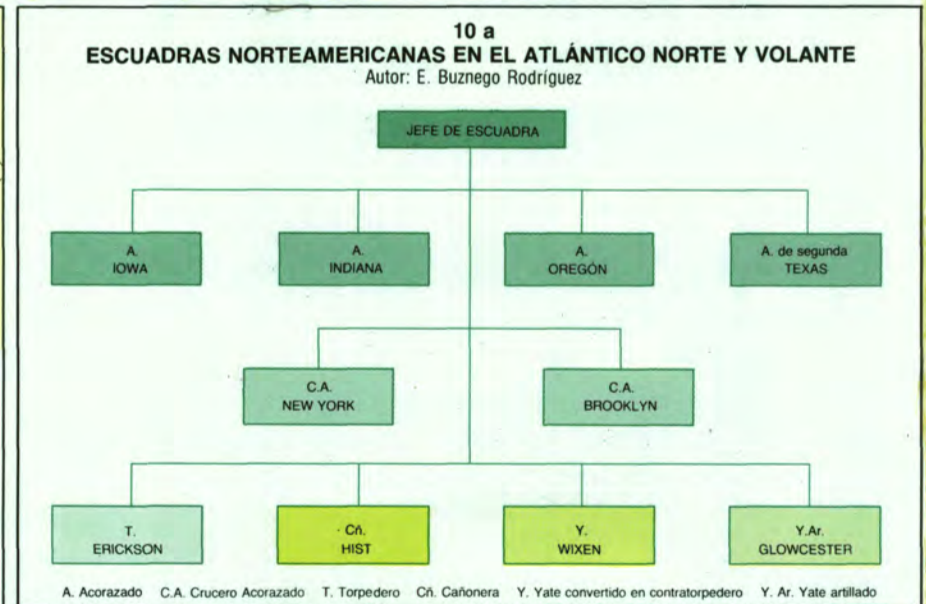 10 a
ESCUADRAS NORTEAMERICANAS EN EL ATLÁNTICO NORTE Y VOLANTE
Autor: E. Buznego Rodríguez
JEFE DE ESCUADRA
A.
IOWA
A.
INDIANA
A.
OREGÓN
A. de segunda
TEXAS
C.A.
NEW YORK
C.A.
BROOKLYN
T.
ERICKSON
Cñ.
HIST
Y.
WIXEN
Y.Ar.
GLOWCESTER
A. Acorazado C.A. Crucero Acorazado T. Torpedero Cñ. Cañonera Y. Yate convertido en contratorpedero Y. Ar. Yate artillado